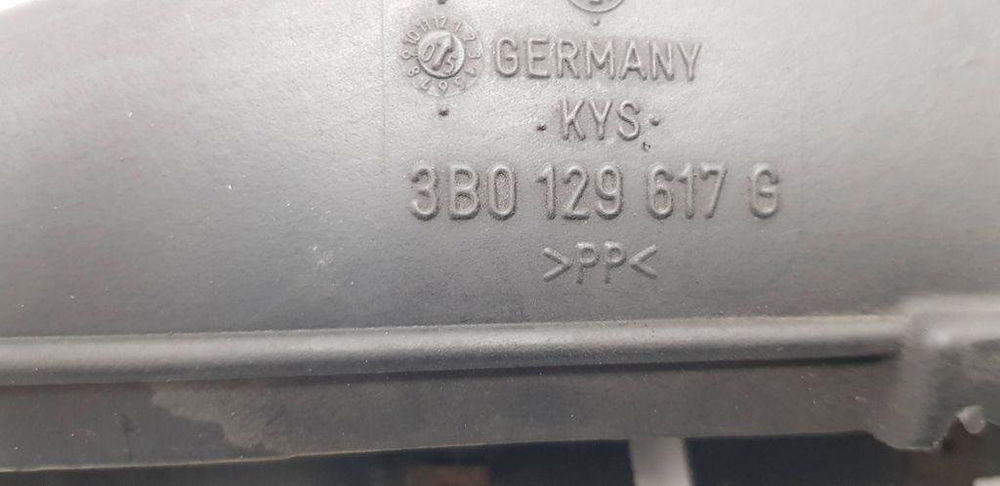 GERMANY
KYS
3B0 129 617 G
>PP<